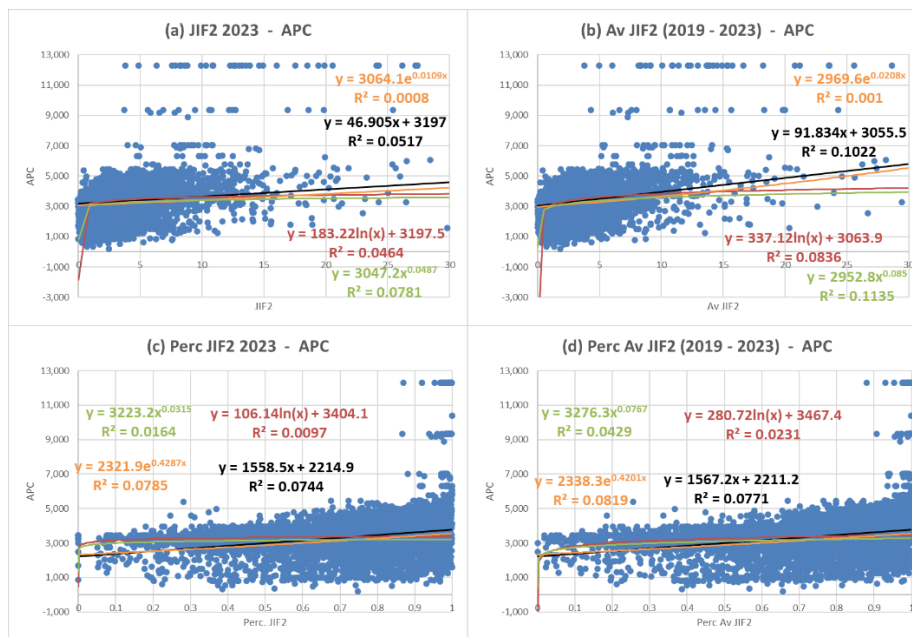 (a) JIF2 2023 - APC
13,000
11,000
9,000
7,000
5,000
3,000
1,000
-1,000
-3,000
APC
y = 3064.1e^0.0109x
R² = 0.0008
y = 46.905x + 3197
R² = 0.0517
y = 183.22ln(x) + 3197.5
R² = 0.0464
y = 3047.2x^0.0487
R² = 0.0781
0 5 10 15 20 25 30
JIF2
(b) Av JIF2 (2019 - 2023) - APC
13,000
11,000
9,000
7,000
5,000
3,000
1,000
-1,000
-3,000
APC
y = 2969.6e^0.0208x
R² = 0.001
y = 91.834x + 3055.5
R² = 0.1022
y = 337.12ln(x) + 3063.9
R² = 0.0836
y = 2952.8x^0.085
R² = 0.1135
0 5 10 15 20 25 30
Av JIF2
(c) Perc JIF2 2023 - APC
13,000
11,000
9,000
7,000
5,000
3,000
1,000
-1,000
APC
y = 3223.2x^0.0315
R² = 0.0164
y = 106.14ln(x) + 3404.1
R² = 0.0097
y = 2321.9e^0.4287x
R² = 0.0785
y = 1558.5x + 2214.9
R² = 0.0744
0 0.1 0.2 0.3 0.4 0.5 0.6 0.7 0.8 0.9 1
Perc. JIF2
(d) Perc Av JIF2 (2019 - 2023) - APC
13,000
11,000
9,000
7,000
5,000
3,000
1,000
-1,000
APC
y = 3276.3x^0.0767
R² = 0.0429
y = 280.72ln(x) + 3467.4
R² = 0.0231
y = 2338.3e^0.4201x
R² = 0.0819
y = 1567.2x + 2211.2
R² = 0.0771
0 0.1 0.2 0.3 0.4 0.5 0.6 0.7 0.8 0.9 1
Perc Av JIF2